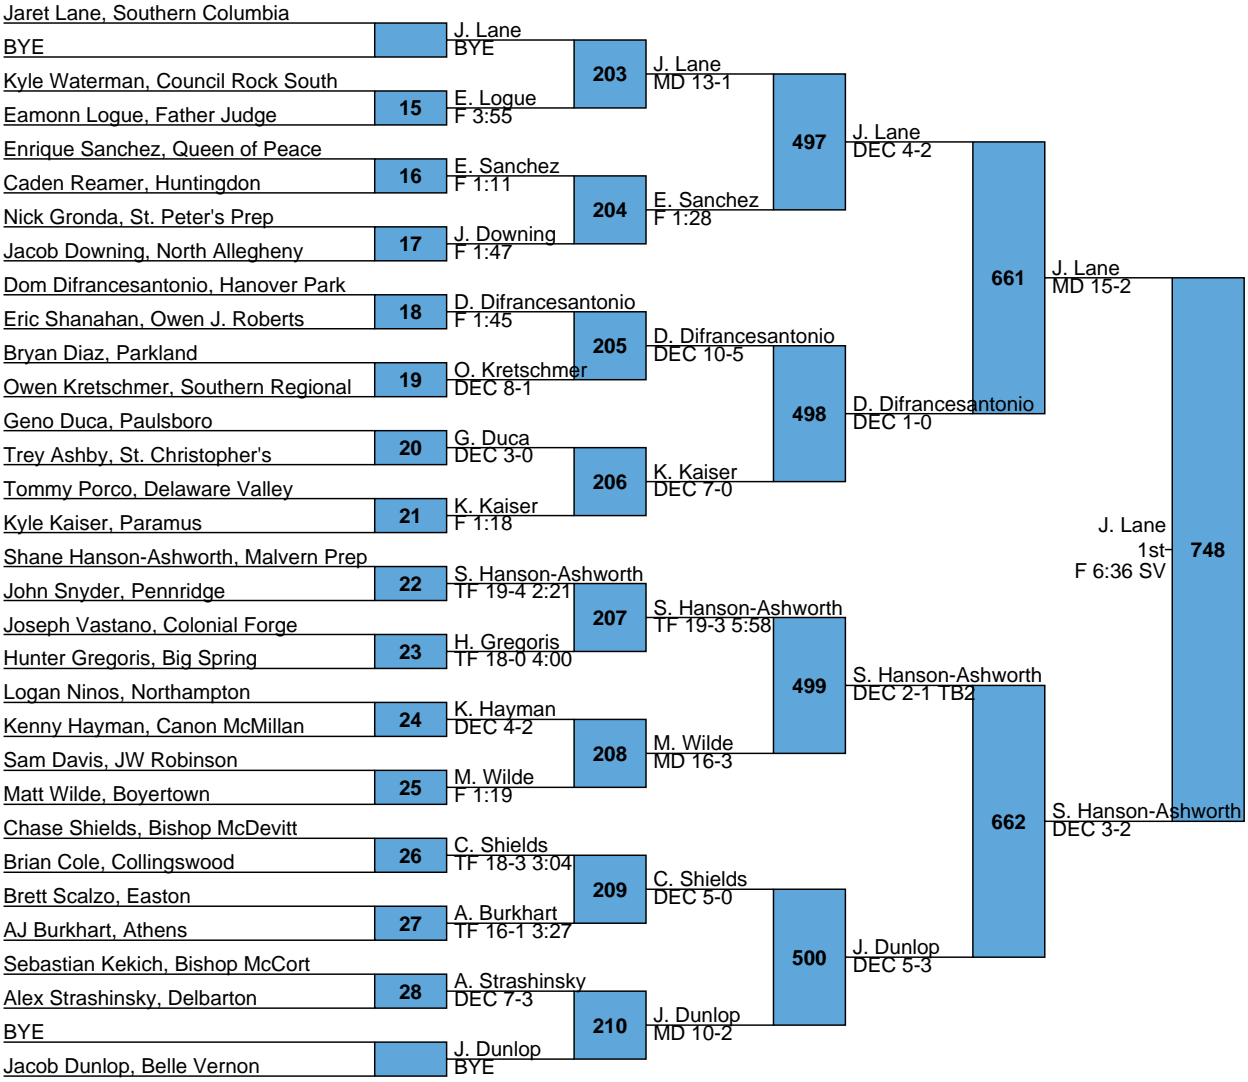 Jaret Lane, Southern Columbia
BYE
Kyle Waterman, Council Rock South
15
Eamonn Logue, Father Judge
Enrique Sanchez, Queen of Peace
16
Caden Reamer, Huntingdon
Nick Gronda, St. Peter's Prep
17
Jacob Downing, North Allegheny
Dom Difrancesantonio, Hanover Park
18
Eric Shanahan, Owen J. Roberts
Bryan Diaz, Parkland
19
Owen Kretschmer, Southern Regional
Geno Duca, Paulsboro
20
Trey Ashby, St. Christopher's
Tommy Porco, Delaware Valley
21
Kyle Kaiser, Paramus
Shane Hanson-Ashworth, Malvern Prep
22
John Snyder, Pennridge
Joseph Vastano, Colonial Forge
23
Hunter Gregoris, Big Spring
Logan Ninos, Northampton
24
Kenny Hayman, Canon McMillan
Sam Davis, JW Robinson
25
Matt Wilde, Boyertown
Chase Shields, Bishop McDevitt
26
Brian Cole, Collingswood
Brett Scalzo, Easton
27
AJ Burkhart, Athens
Sebastian Kekich, Bishop McCort
28
Alex Strashinsky, Delbarton
BYE
Jacob Dunlop, Belle Vernon
J. Lane
BYE
203
E. Logue
F 3:55
E. Sanchez
F 1:11
204
J. Downing
F 1:47
D. Difrancesantonio
F 1:45
205
O. Kretschmer
DEC 8-1
G. Duca
DEC 3-0
206
K. Kaiser
F 1:18
S. Hanson-Ashworth
TF 19-4 2:21
207
H. Gregoris
TF 18-0 4:00
K. Hayman
DEC 4-2
208
M. Wilde
F 1:19
C. Shields
TF 18-3 3:04
209
A. Burkhart
TF 16-1 3:27
A. Strashinsky
DEC 7-3
210
J. Dunlop
BYE
J. Lane
MD 13-1
497
E. Sanchez
F 1:28
D. Difrancesantonio
DEC 10-5
498
K. Kaiser
DEC 7-0
S. Hanson-Ashworth
TF 19-3 5:58
499
M. Wilde
MD 16-3
C. Shields
DEC 5-0
500
J. Dunlop
MD 10-2
J. Lane
DEC 4-2
661
D. Difrancesantonio
DEC 1-0
S. Hanson-Ashworth
DEC 2-1 TB2
662
J. Dunlop
DEC 5-3
J. Lane
MD 15-2
748
S. Hanson-Ashworth
DEC 3-2
J. Lane
1st
F 6:36 SV